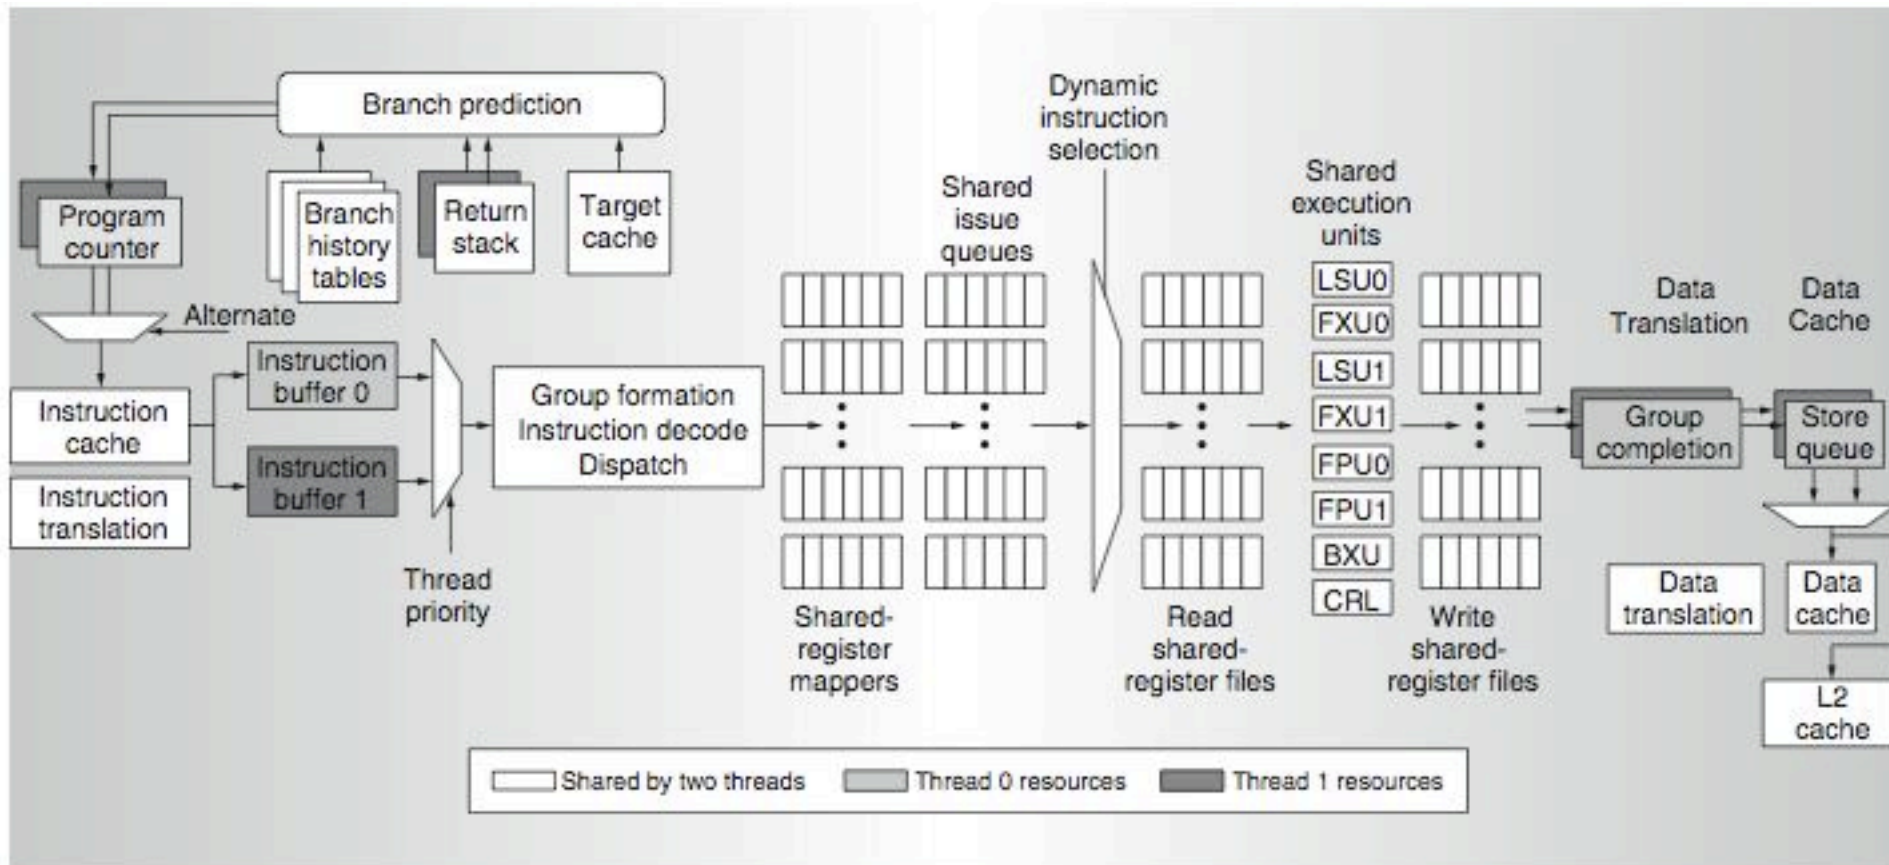 Branch prediction
Program
counter
Branch
history
tables
Return
stack
Target
cache
Alternate
Instruction
cache
Instruction
translation
Instruction
buffer 0
Instruction
buffer 1
Thread
priority
Group formation
Instruction decode
Dispatch
Shared-
register
mappers
Shared
issue
queues
Dynamic
instruction
selection
Read
shared-
register files
Shared
execution
units
LSU0
FXU0
LSU1
FXU1
FPU0
FPU1
BXU
CRL
Write
shared-
register files
Data
Translation
Data
Cache
Group
completion
Store
queue
Data
translation
Data
cache
L2
cache
Shared by two threads
Thread 0 resources
Thread 1 resources